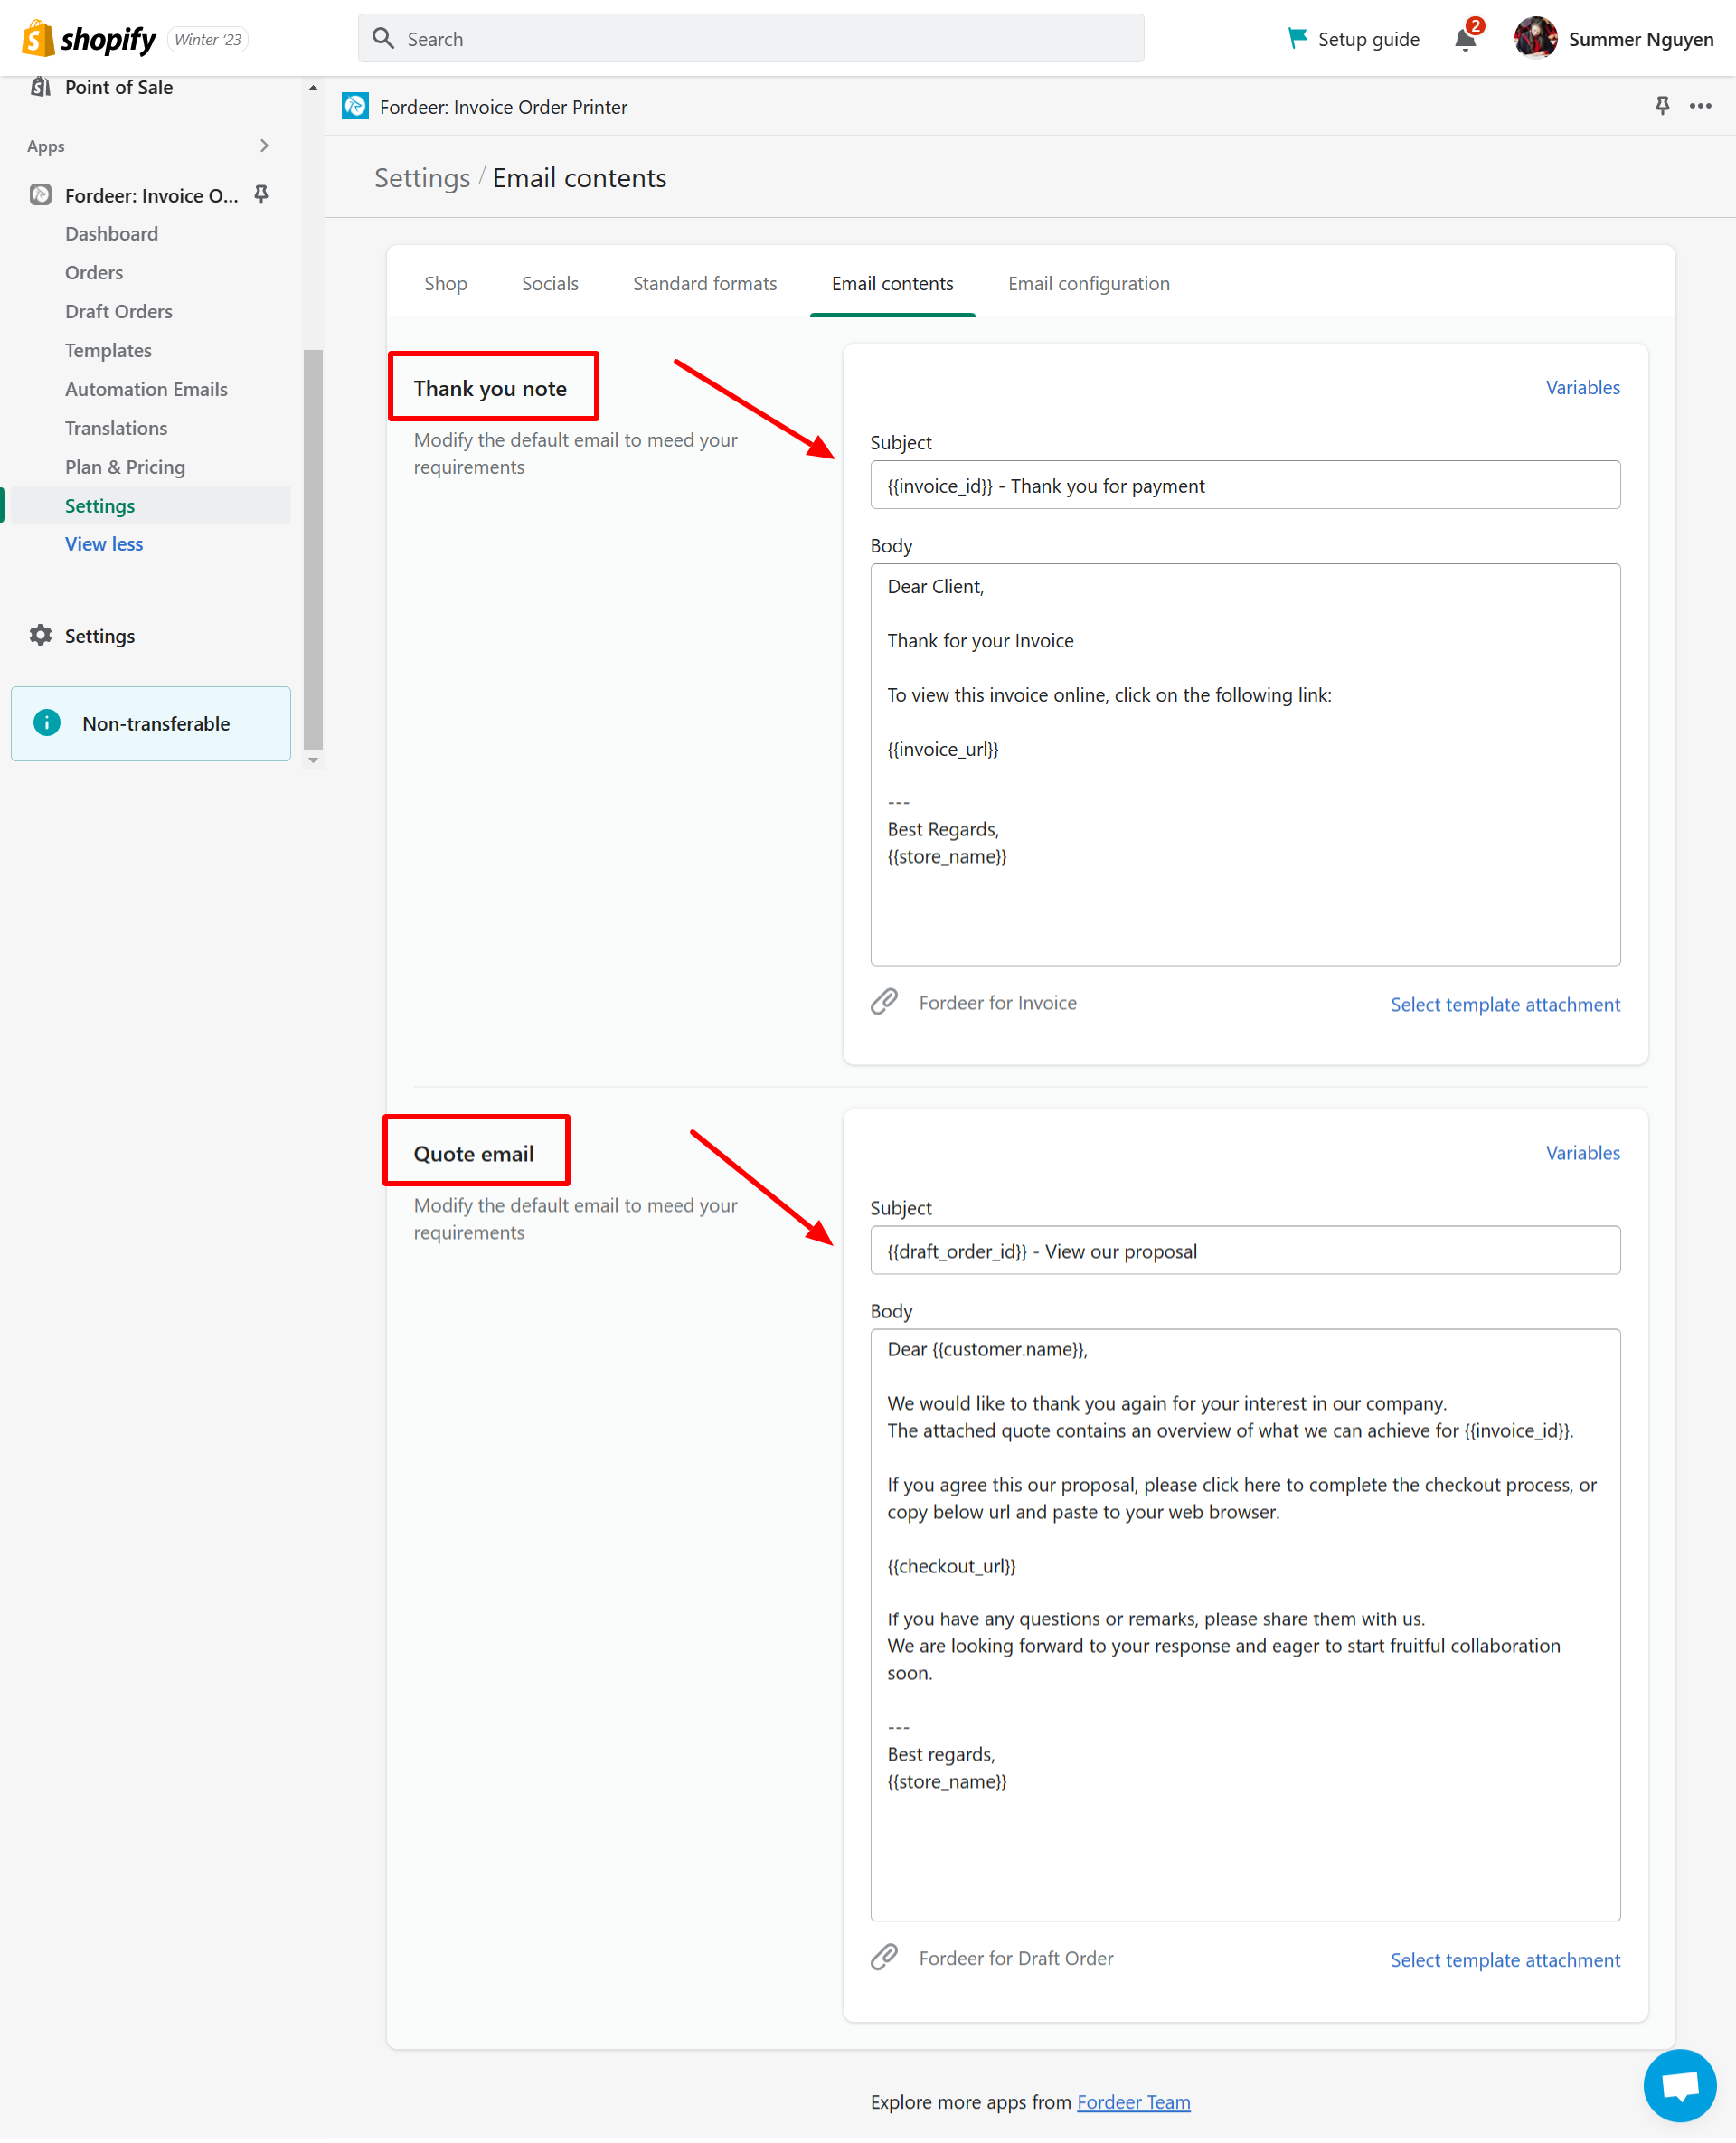 shopify
Winter '23
Search
Setup guide
2
Summer Nguyen
Point of Sale
Apps
Fordeer: Invoice O...
Dashboard
Orders
Draft Orders
Templates
Automation Emails
Translations
Plan & Pricing
Settings
View less
Settings
Non-transferable
Fordeer: Invoice Order Printer
Settings / Email contents
Shop
Socials
Standard formats
Email contents
Email configuration
Thank you note
Modify the default email to meed your
requirements
Variables
Subject
{{invoice_id}} - Thank you for payment
Body
Dear Client,
Thank for your Invoice
To view this invoice online, click on the following link:
{{invoice_url}}
---
Best Regards,
{{store_name}}
Fordeer for Invoice
Select template attachment
Quote email
Modify the default email to meed your
requirements
Variables
Subject
{{draft_order_id}} - View our proposal
Body
Dear {{customer.name}},
We would like to thank you again for your interest in our company.
The attached quote contains an overview of what we can achieve for {{invoice_id}}.
If you agree this our proposal, please click here to complete the checkout process, or
copy below url and paste to your web browser.
{{checkout_url}}
If you have any questions or remarks, please share them with us.
We are looking forward to your response and eager to start fruitful collaboration
soon.
---
Best regards,
{{store_name}}
Fordeer for Draft Order
Select template attachment
Explore more apps from Fordeer Team